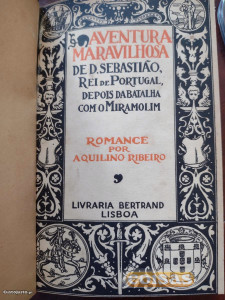 AVENTURA
MARAVILHOSA
DE D. SEBASTIÃO,
REI DE PORTUGAL,
DEPOIS DA BATALHA
COM O MIRAMOLIM
ROMANCE
POR
AQUILINO RIBEIRO
LIVRARIA BERTRAND
LISBOA